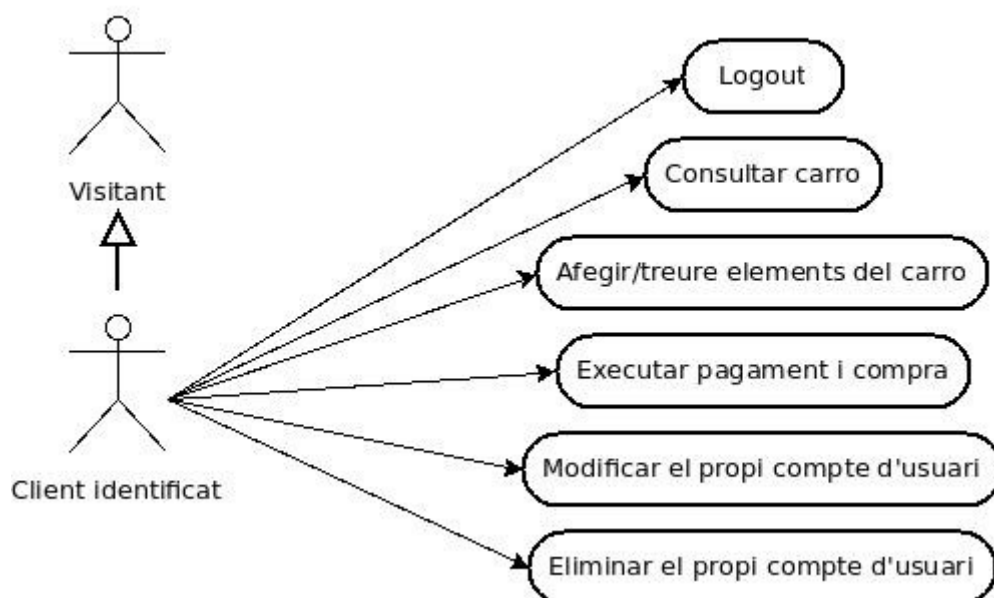 Visitant
Client identificat
Logout
Consultar carro
Afegir/treure elements del carro
Executar pagament i compra
Modificar el propi compte d'usuari
Eliminar el propi compte d'usuari